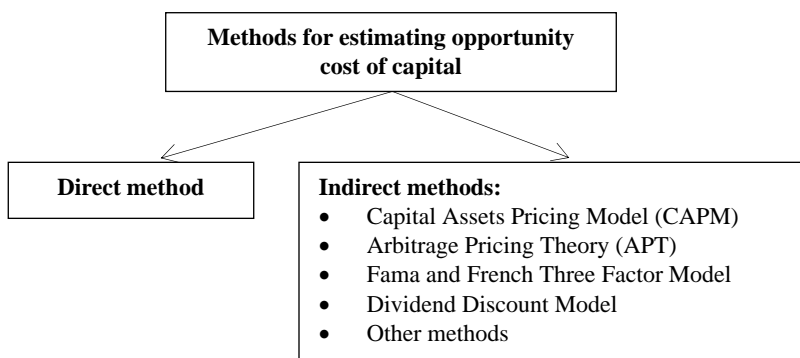 Methods for estimating opportunity
cost of capital
Direct method
Indirect methods:
• Capital Assets Pricing Model (CAPM)
• Arbitrage Pricing Theory (APT)
• Fama and French Three Factor Model
• Dividend Discount Model
• Other methods